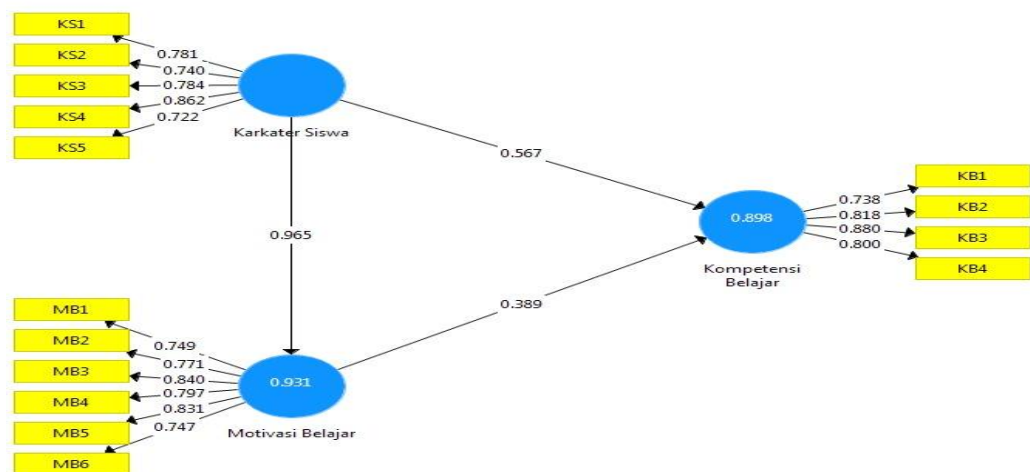 KS1
KS2
KS3
KS4
KS5
0.781
0.740
0.784
0.862
0.722
Karkater Siswa
0.567
0.965
0.898
Kompetensi
Belajar
0.738
0.818
0.880
0.800
KB1
KB2
KB3
KB4
0.389
MB1
MB2
MB3
MB4
MB5
MB6
0.749
0.771
0.840
0.797
0.831
0.747
0.931
Motivasi Belajar